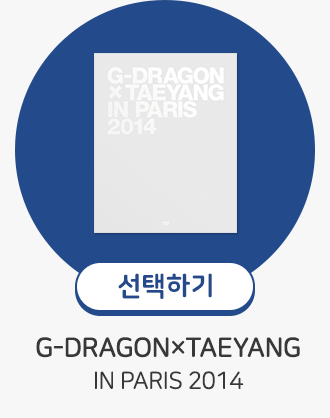 G-DRAGON
×TAEYANG
IN PARIS
2014
선택하기
G-DRAGON×TAEYANG
IN PARIS 2014